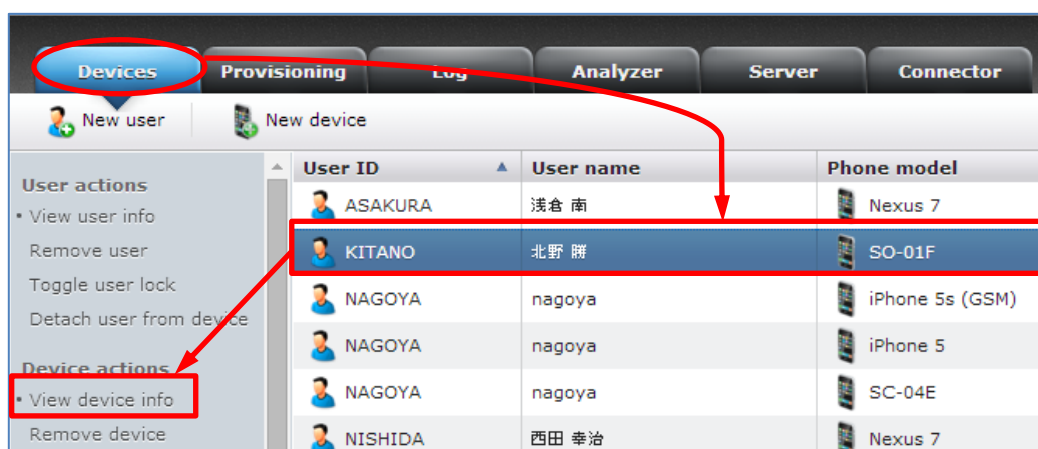 Devices Provisioning Log Analyzer Server Connector
New user New device
User actions
• View user info
Remove user
Toggle user lock
Detach user from device
Device actions
• View device info
Remove device
User ID User name Phone model
ASAKURA 浅倉 南 Nexus 7
KITANO 北野 勝 SO-01F
NAGOYA nagoya iPhone 5s (GSM)
NAGOYA nagoya iPhone 5
NAGOYA nagoya SC-04E
NISHIDA 西田 幸治 Nexus 7